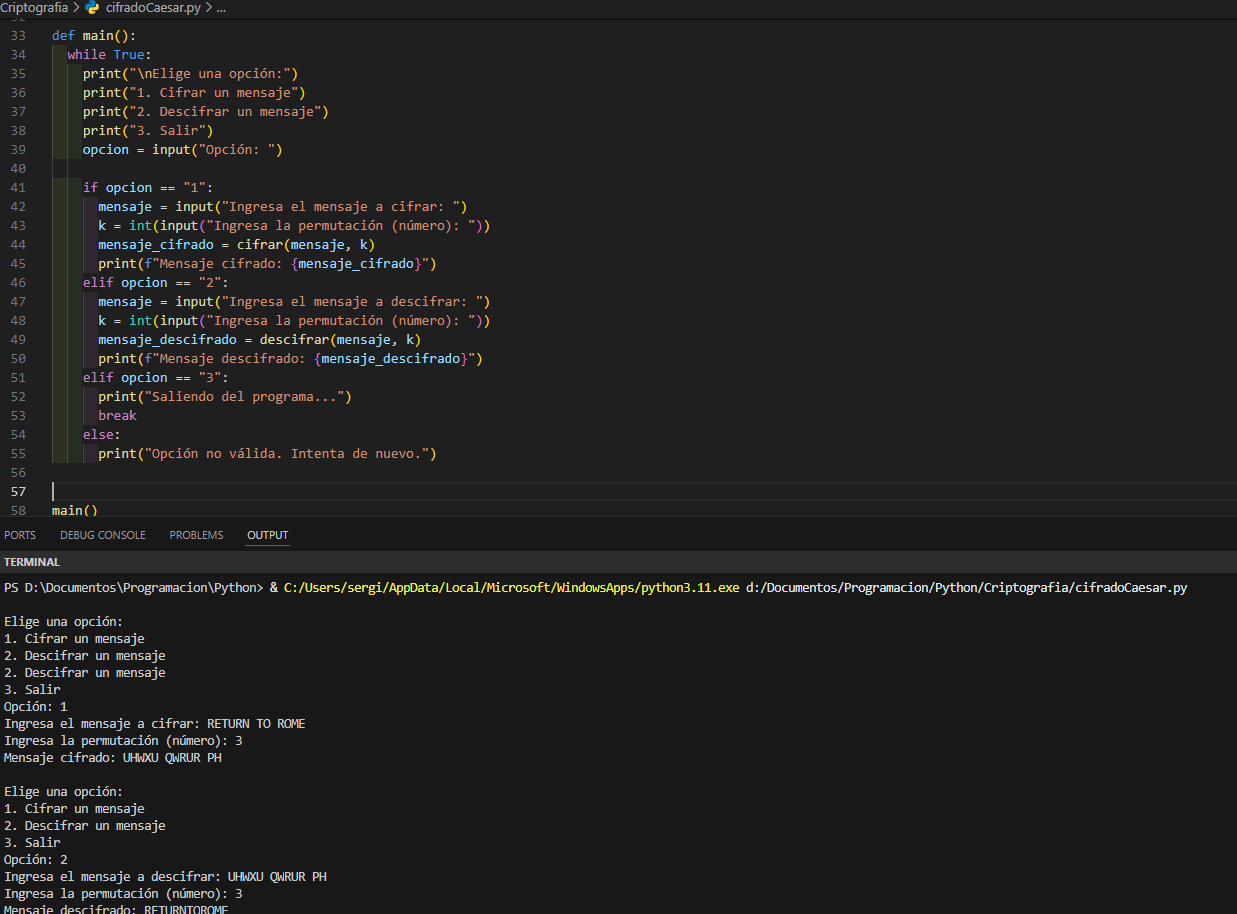 Criptografia > cifradoCaesar.py > ...
32
33 def main():
34 while True:
35 print("\nElige una opción:")
36 print("1. Cifrar un mensaje")
37 print("2. Descifrar un mensaje")
38 print("3. Salir")
39 opcion = input("Opción: ")
40
41 if opcion == "1":
42 mensaje = input("Ingresa el mensaje a cifrar: ")
43 k = int(input("Ingresa la permutación (número): "))
44 mensaje_cifrado = cifrar(mensaje, k)
45 print(f"Mensaje cifrado: {mensaje_cifrado}")
46 elif opcion == "2":
47 mensaje = input("Ingresa el mensaje a descifrar: ")
48 k = int(input("Ingresa la permutación (número): "))
49 mensaje_descifrado = descifrar(mensaje, k)
50 print(f"Mensaje descifrado: {mensaje_descifrado}")
51 elif opcion == "3":
52 print("Saliendo del programa...")
53 break
54 else:
55 print("Opción no válida. Intenta de nuevo.")
56
57
58 main()
PORTS DEBUG CONSOLE PROBLEMS OUTPUT
TERMINAL
PS D:\Documentos\Programacion\Python> & C:/Users/sergi/AppData/Local/Microsoft/WindowsApps/python3.11.exe d:/Documentos/Programacion/Python/Criptografia/cifradoCaesar.py
Elige una opción:
1. Cifrar un mensaje
2. Descifrar un mensaje
2. Descifrar un mensaje
3. Salir
Opción: 1
Ingresa el mensaje a cifrar: RETURN TO ROME
Ingresa la permutación (número): 3
Mensaje cifrado: UHWXU QWRUR PH
Elige una opción:
1. Cifrar un mensaje
2. Descifrar un mensaje
3. Salir
Opción: 2
Ingresa el mensaje a descifrar: UHWXU QWRUR PH
Ingresa la permutación (número): 3
Mensaje descifrado: RETURNTOROME